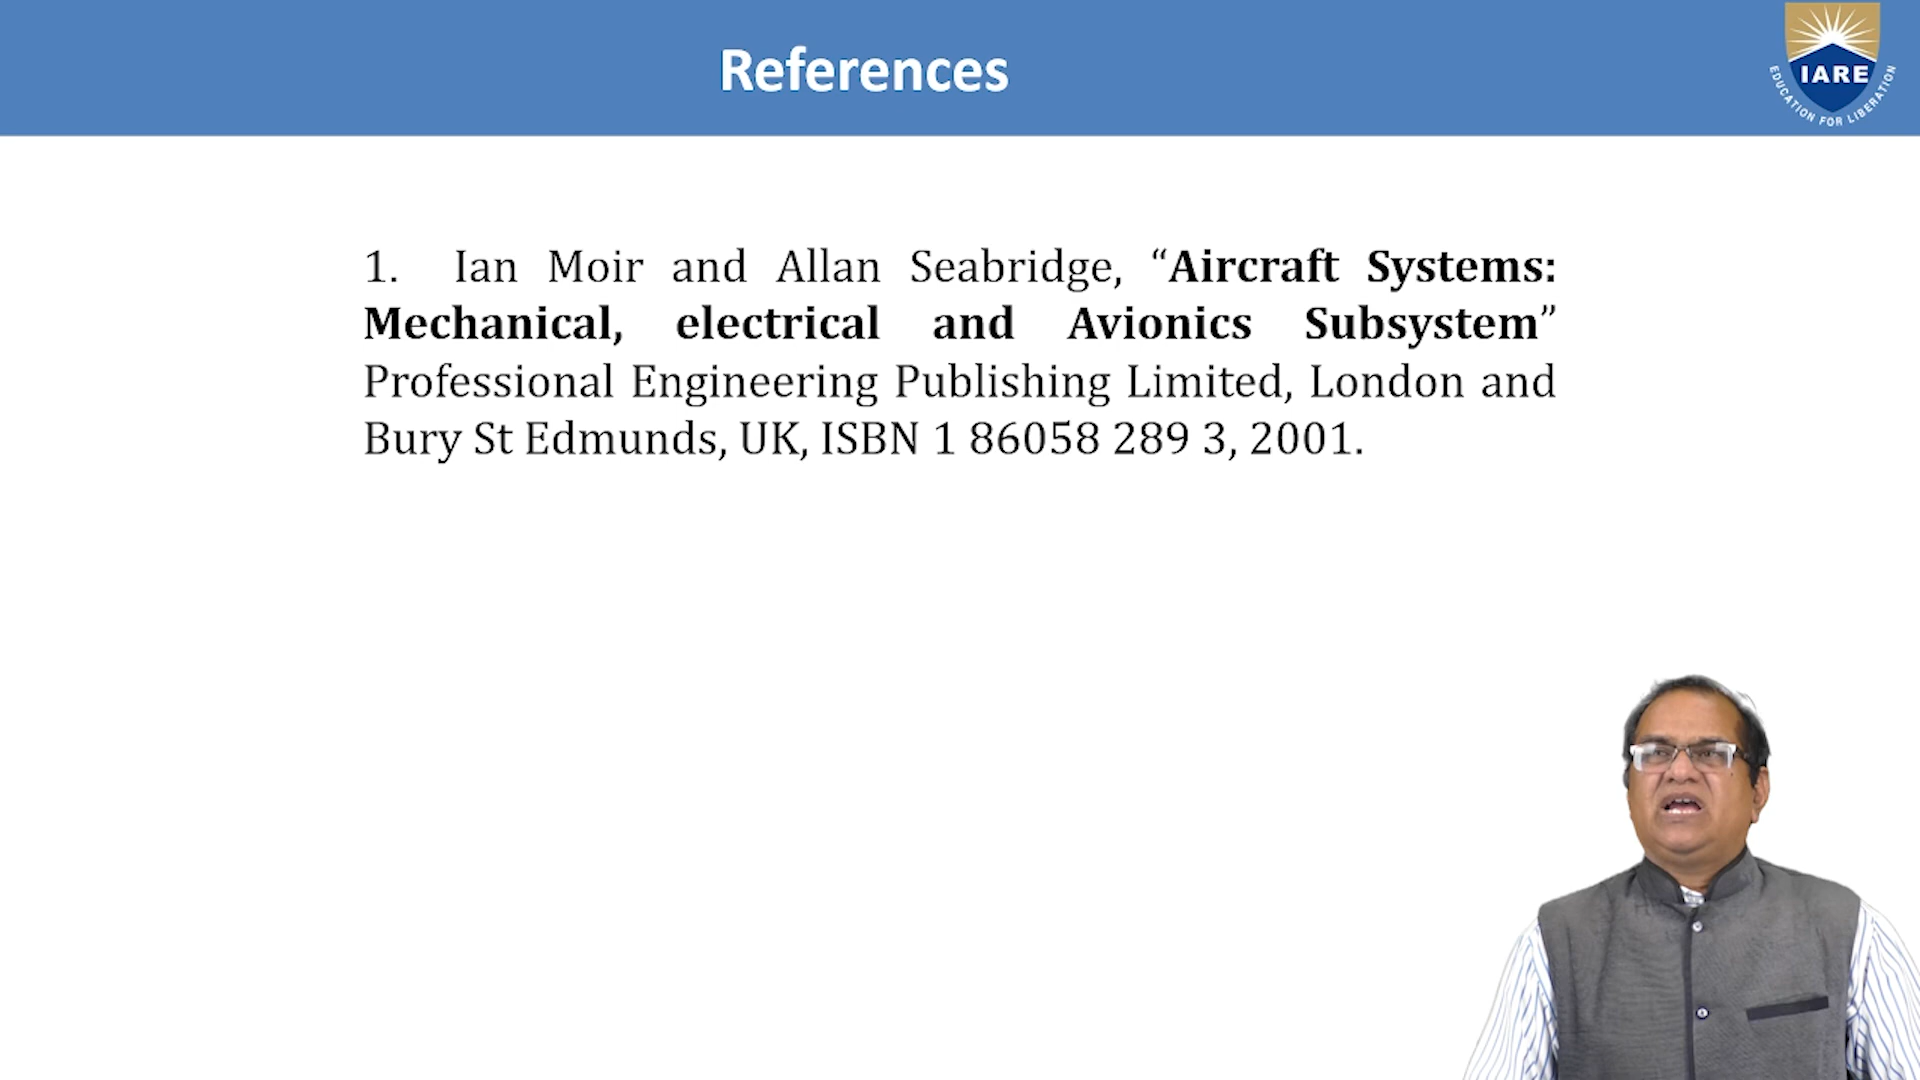 References
IARE
EDUCATION FOR LIBERATION
1. Ian Moir and Allan Seabridge, “Aircraft Systems:
Mechanical, electrical and Avionics Subsystem”
Professional Engineering Publishing Limited, London and
Bury St Edmunds, UK, ISBN 1 86058 289 3, 2001.